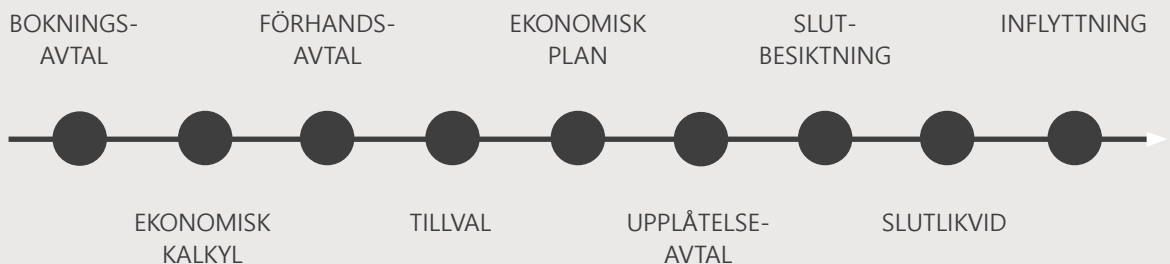 BOKNINGS-
AVTAL
EKONOMISK
KALKYL
FÖRHANDS-
AVTAL
TILLVAL
EKONOMISK
PLAN
UPPLÅTELSE-
AVTAL
SLUT-
BESIKTNING
SLUTLIKVID
INFLYTTNING